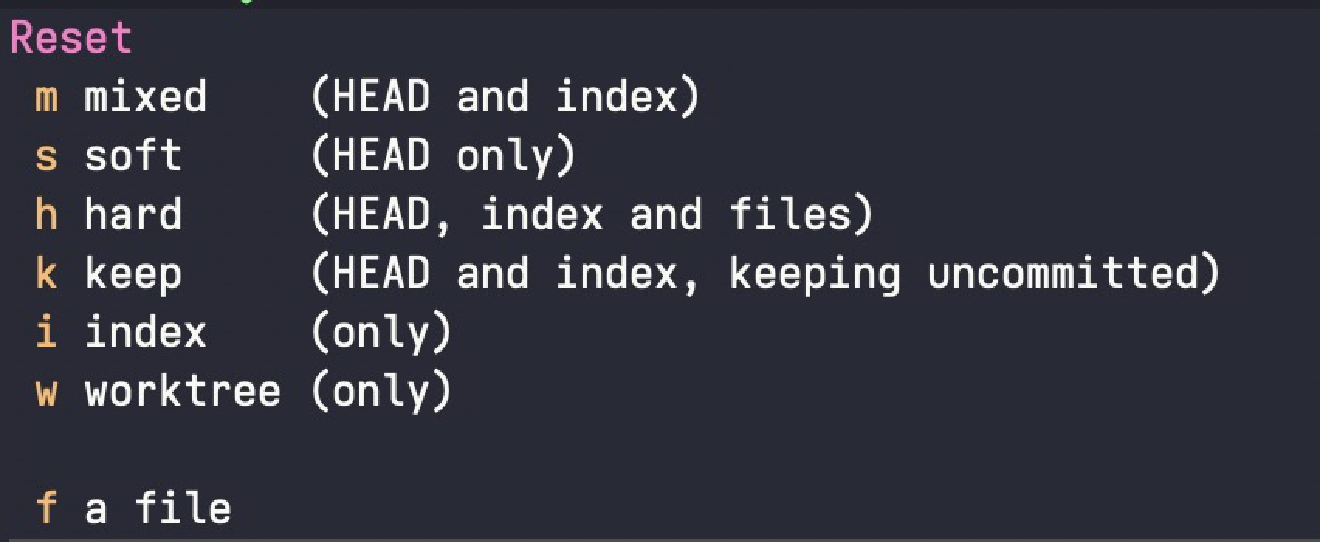 Reset
m mixed    (HEAD and index)
s soft     (HEAD only)
h hard     (HEAD, index and files)
k keep     (HEAD and index, keeping uncommitted)
i index    (only)
w worktree (only)
f a file